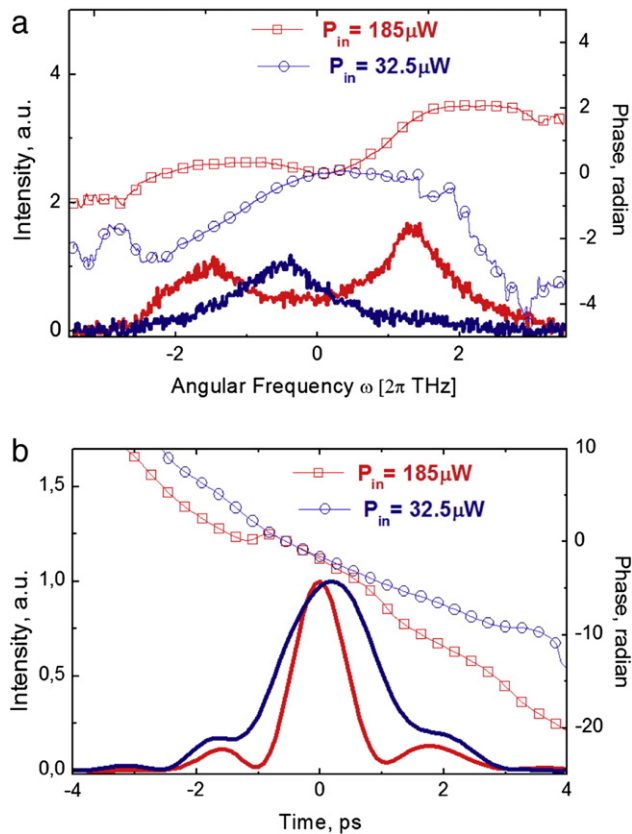 a
P_in = 185μW
P_in = 32.5μW
4
2
0
Intensity, a.u.
4
2
0
-2
-4
Phase, radian
-2
0
2
Angular Frequency ω [2π THz]
b
P_in = 185μW
P_in = 32.5μW
1,5
1,0
0,5
0,0
Intensity, a.u.
10
0
-10
-20
Phase, radian
-4
-2
0
2
4
Time, ps